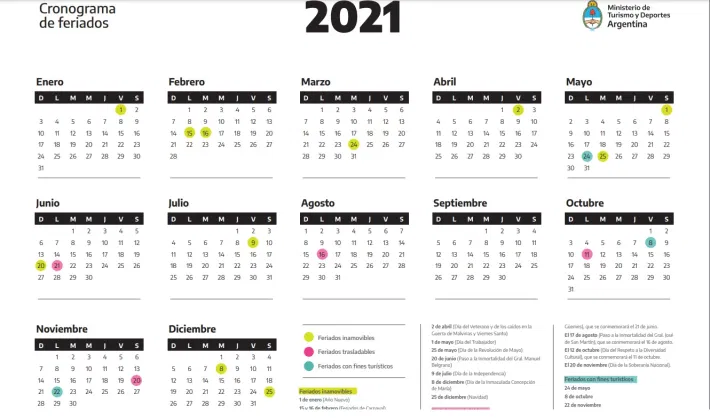 Cronograma
de feriados
2021
Ministerio de
Turismo y Deportes
Argentina
Enero
D L M M J V S
1 2
3 4 5 6 7 8 9
10 11 12 13 14 15 16
17 18 19 20 21 22 23
24 25 26 27 28 29 30
31
Febrero
D L M M J V S
1 2 3 4 5 6
7 8 9 10 11 12 13
14 15 16 17 18 19 20
21 22 23 24 25 26 27
28
Marzo
D L M M J V S
1 2 3 4 5 6
7 8 9 10 11 12 13
14 15 16 17 18 19 20
21 22 23 24 25 26 27
28 29 30 31
Abril
D L M M J V S
1 2 3
4 5 6 7 8 9 10
11 12 13 14 15 16 17
18 19 20 21 22 23 24
25 26 27 28 29 30
Mayo
D L M M J V S
1
2 3 4 5 6 7 8
9 10 11 12 13 14 15
16 17 18 19 20 21 22
23 24 25 26 27 28 29
30 31
Junio
D L M M J V S
1 2 3 4 5
6 7 8 9 10 11 12
13 14 15 16 17 18 19
20 21 22 23 24 25 26
27 28 29 30
Julio
D L M M J V S
1 2 3
4 5 6 7 8 9 10
11 12 13 14 15 16 17
18 19 20 21 22 23 24
25 26 27 28 29 30 31
Agosto
D L M M J V S
1 2 3 4 5 6 7
8 9 10 11 12 13 14
15 16 17 18 19 20 21
22 23 24 25 26 27 28
29 30 31
Septiembre
D L M M J V S
1 2 3 4
5 6 7 8 9 10 11
12 13 14 15 16 17 18
19 20 21 22 23 24 25
26 27 28 29 30
Octubre
D L M M J V S
1 2
3 4 5 6 7 8 9
10 11 12 13 14 15 16
17 18 19 20 21 22 23
24 25 26 27 28 29 30
31
Noviembre
D L M M J V S
1 2 3 4 5 6
7 8 9 10 11 12 13
14 15 16 17 18 19 20
21 22 23 24 25 26 27
28 29 30
Diciembre
D L M M J V S
1 2 3 4
5 6 7 8 9 10 11
12 13 14 15 16 17 18
19 20 21 22 23 24 25
26 27 28 29 30 31
Feriados inamovibles
Feriados trasladables
Feriados con fines turísticos
Feriados inamovibles
1 de enero (Año Nuevo)
15 y 16 de febrero (Feriados de Carnaval)
2 de abril (Día del Veterano y de los caídos en la
Guerra de Malvinas y Viernes Santo)
1 de mayo (Día del Trabajador)
25 de mayo (Día de la Revolución de Mayo)
20 de junio (Paso a la inmortalidad del Gral. Manuel
Belgrano)
9 de julio (Día de la Independencia)
8 de diciembre (Día de la Inmaculada Concepción
de María)
25 de diciembre (Navidad)
Güemes), que se conmemorará el 21 de junio.
El 17 de agosto (Paso a la inmortalidad del Gral. José
de San Martín), que se conmemorará el 16 de agosto.
El 12 de octubre (Día del Respeto a la Diversidad
Cultural), que se conmemorará el 11 de octubre.
El 20 de noviembre (Día de la Soberanía Nacional).
Feriados con fines turísticos
24 de mayo
8 de octubre
22 de noviembre